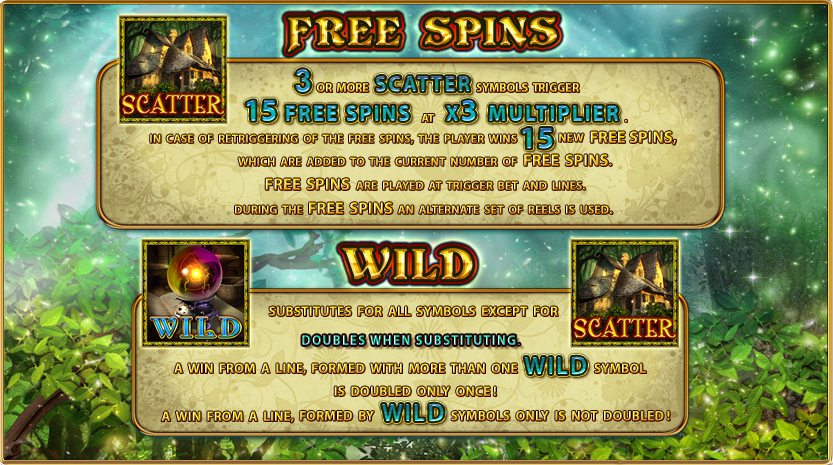 FREE SPINS
SCATTER
3 OR MORE SCATTER SYMBOLS TRIGGER
15 FREE SPINS AT X3 MULTIPLIER.
IN CASE OF RETRIGGERING OF THE FREE SPINS, THE PLAYER WINS 15 NEW FREE SPINS,
WHICH ARE ADDED TO THE CURRENT NUMBER OF FREE SPINS.
FREE SPINS ARE PLAYED AT TRIGGER BET AND LINES.
DURING THE FREE SPINS AN ALTERNATE SET OF REELS IS USED.
WILD
WILD
SUBSTITUTES FOR ALL SYMBOLS EXCEPT FOR
SCATTER
DOUBLES WHEN SUBSTITUTING.
A WIN FROM A LINE, FORMED WITH MORE THAN ONE WILD SYMBOL
IS DOUBLED ONLY ONCE!
A WIN FROM A LINE, FORMED BY WILD SYMBOLS ONLY IS NOT DOUBLED!